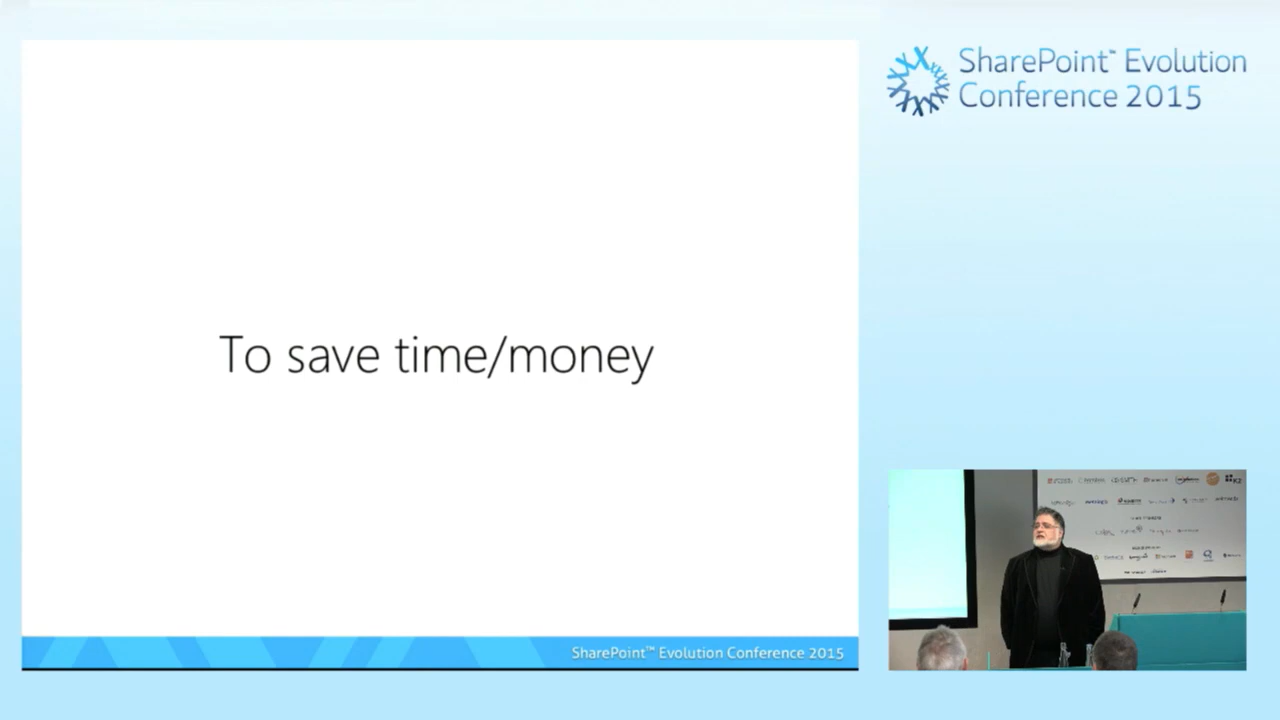 SharePoint™ Evolution
Conference 2015
To save time/money
SharePoint™ Evolution Conference 2015